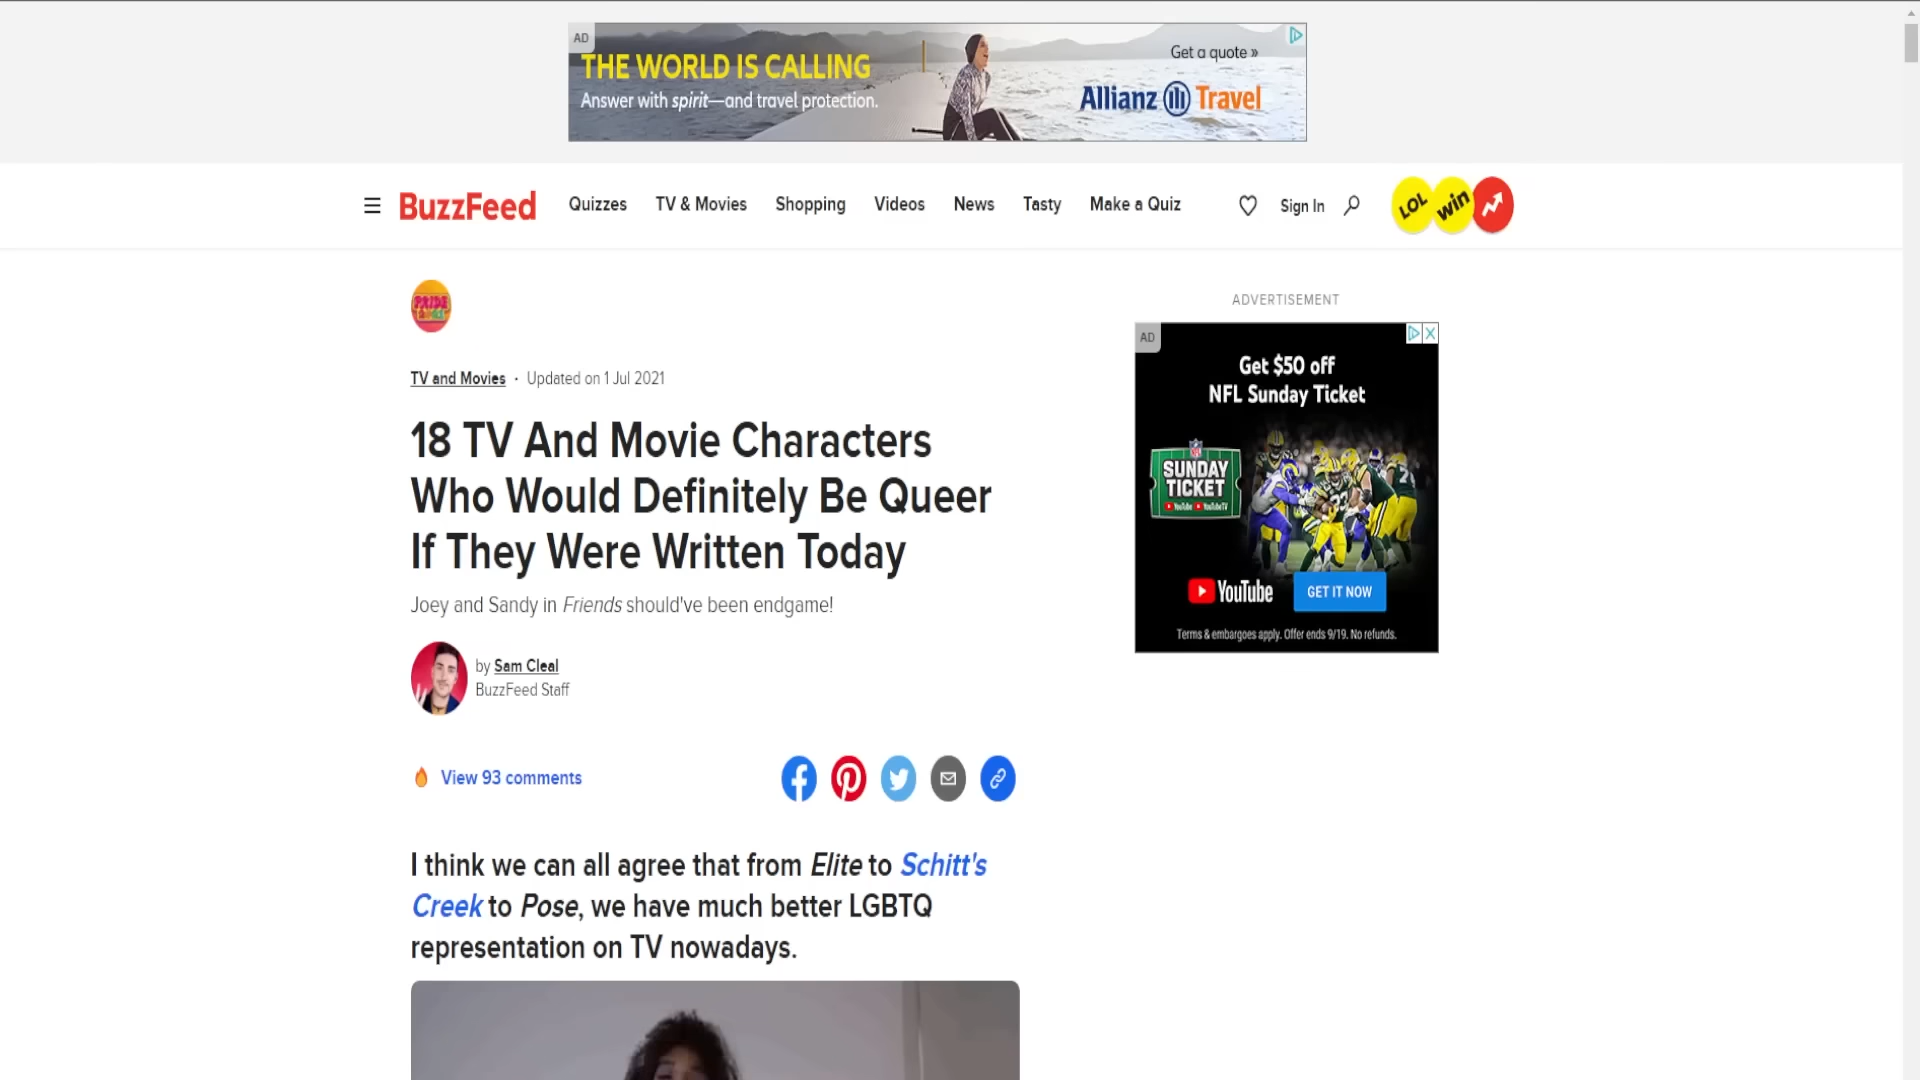 AD
THE WORLD IS CALLING
Answer with spirit—and travel protection.
Get a quote »
Allianz Travel
BuzzFeed
Quizzes
TV & Movies
Shopping
Videos
News
Tasty
Make a Quiz
Sign In
LOL
win
PRIDE
TV and Movies · Updated on 1 Jul 2021
18 TV And Movie Characters
Who Would Definitely Be Queer
If They Were Written Today
Joey and Sandy in Friends should've been endgame!
by Sam Cleal
BuzzFeed Staff
View 93 comments
I think we can all agree that from Elite to Schitt's
Creek to Pose, we have much better LGBTQ
representation on TV nowadays.
ADVERTISEMENT
AD
Get $50 off
NFL Sunday Ticket
SUNDAY
TICKET
YouTube YouTubeTV
YouTube
GET IT NOW
Terms & embargoes apply. Offer ends 9/19. No refunds.